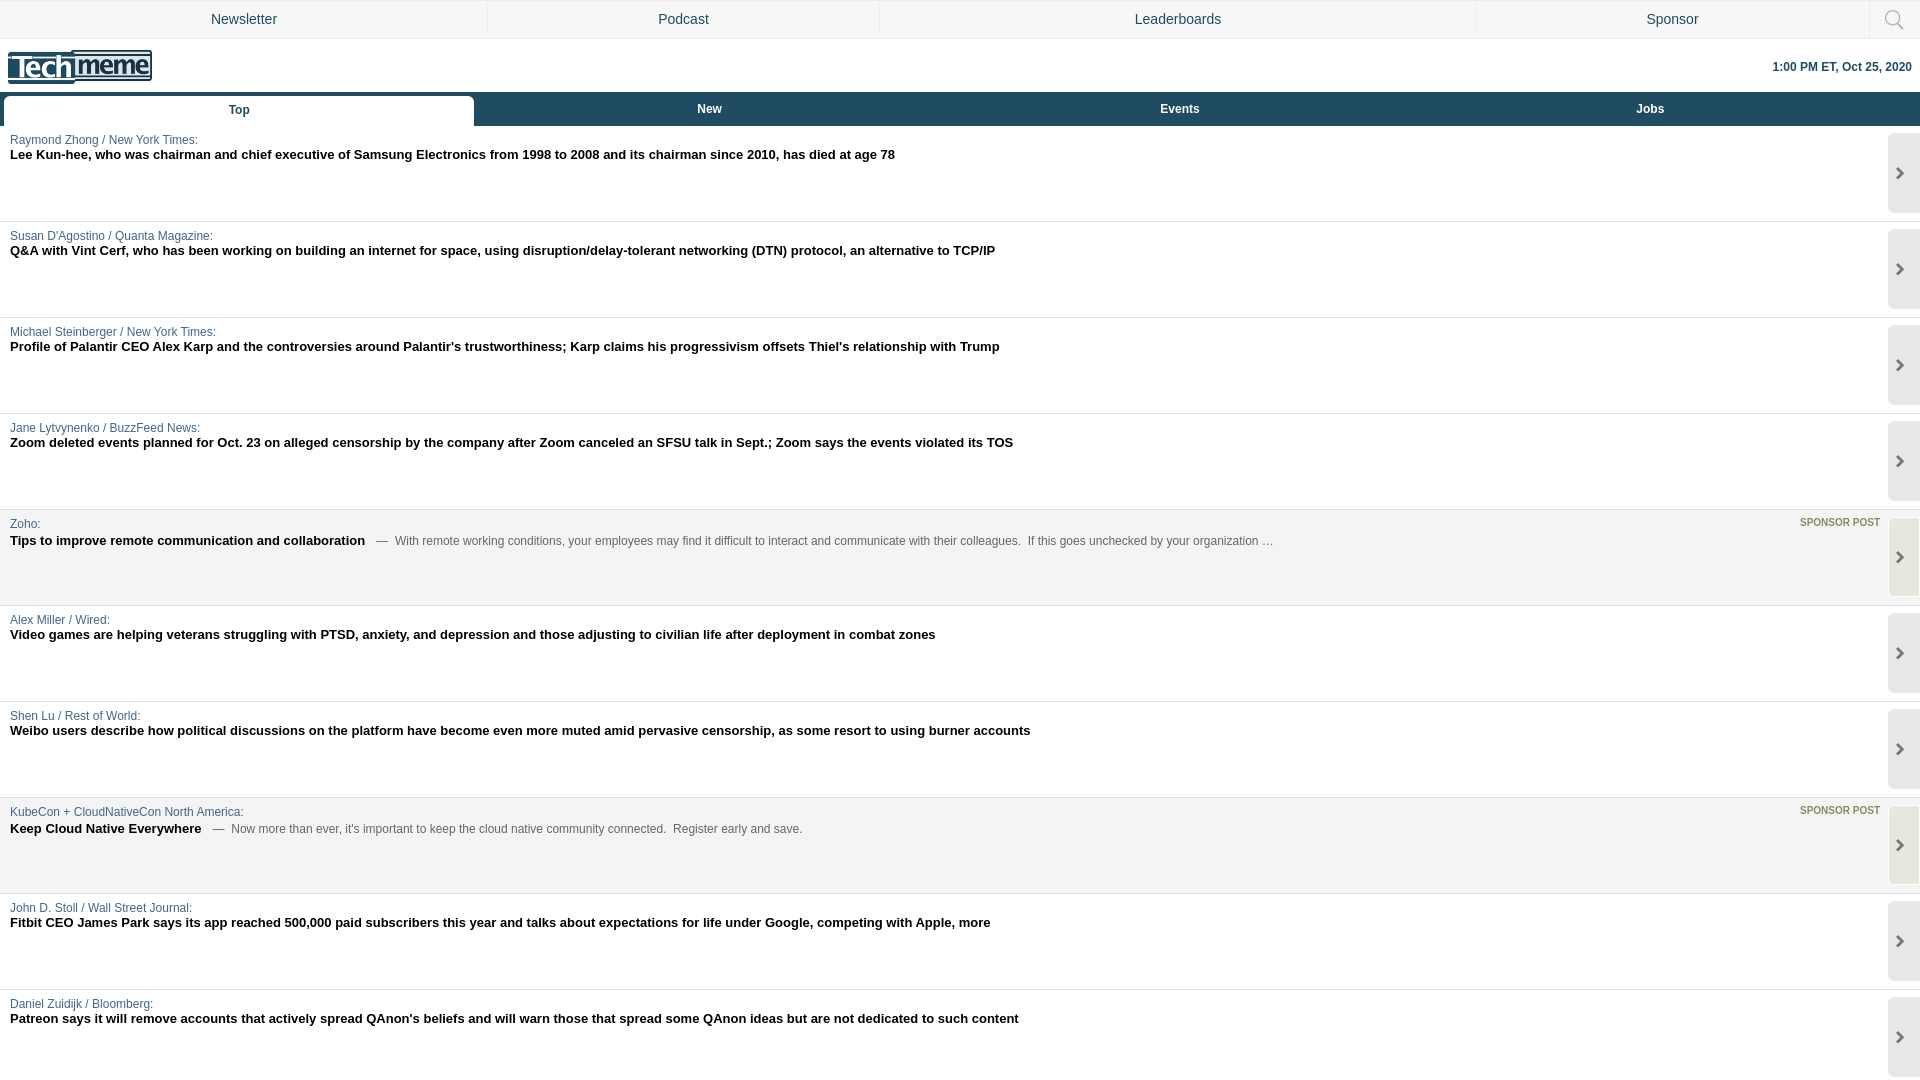 Newsletter
Podcast
Leaderboards
Sponsor
Techmeme
1:00 PM ET, Oct 25, 2020
Top
New
Events
Jobs
Raymond Zhong / New York Times:
Lee Kun-hee, who was chairman and chief executive of Samsung Electronics from 1998 to 2008 and its chairman since 2010, has died at age 78
Susan D'Agostino / Quanta Magazine:
Q&A with Vint Cerf, who has been working on building an internet for space, using disruption/delay-tolerant networking (DTN) protocol, an alternative to TCP/IP
Michael Steinberger / New York Times:
Profile of Palantir CEO Alex Karp and the controversies around Palantir's trustworthiness; Karp claims his progressivism offsets Thiel's relationship with Trump
Jane Lytvynenko / BuzzFeed News:
Zoom deleted events planned for Oct. 23 on alleged censorship by the company after Zoom canceled an SFSU talk in Sept.; Zoom says the events violated its TOS
Zoho:
SPONSOR POST
Tips to improve remote communication and collaboration — With remote working conditions, your employees may find it difficult to interact and communicate with their colleagues. If this goes unchecked by your organization …
Alex Miller / Wired:
Video games are helping veterans struggling with PTSD, anxiety, and depression and those adjusting to civilian life after deployment in combat zones
Shen Lu / Rest of World:
Weibo users describe how political discussions on the platform have become even more muted amid pervasive censorship, as some resort to using burner accounts
KubeCon + CloudNativeCon North America:
SPONSOR POST
Keep Cloud Native Everywhere — Now more than ever, it's important to keep the cloud native community connected. Register early and save.
John D. Stoll / Wall Street Journal:
Fitbit CEO James Park says its app reached 500,000 paid subscribers this year and talks about expectations for life under Google, competing with Apple, more
Daniel Zuidijk / Bloomberg:
Patreon says it will remove accounts that actively spread QAnon's beliefs and will warn those that spread some QAnon ideas but are not dedicated to such content